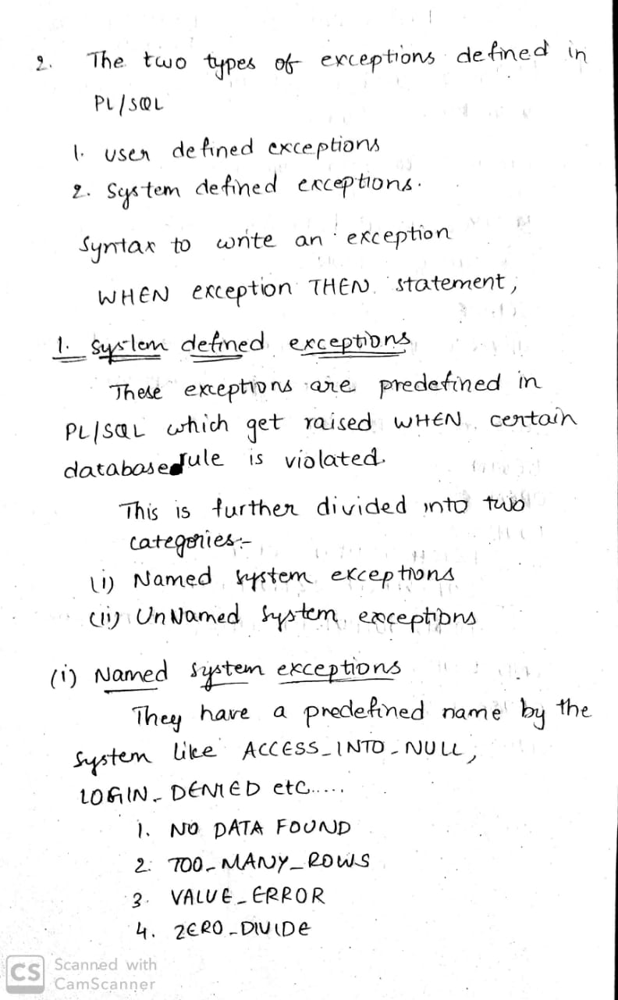 2. The two types of exceptions defined in
PL/SQL
1. user defined exceptions
2. System defined exceptions.
Syntax to write an exception
WHEN exception THEN statement;
1. System defined exceptions
These exceptions are predefined in
PL/SQL which get raised WHEN certain
database rule is violated.
This is further divided into two
categories:-
(i) Named system exceptions
(ii) UnNamed system exceptions
(i) Named system exceptions
They have a predefined name by the
system like ACCESS_INTO_NULL,
LOGIN_DENIED etc.....
1. NO DATA FOUND
2. TOO_MANY_ROWS
3. VALUE_ERROR
4. ZERO_DIVIDE
CS Scanned with
CamScanner